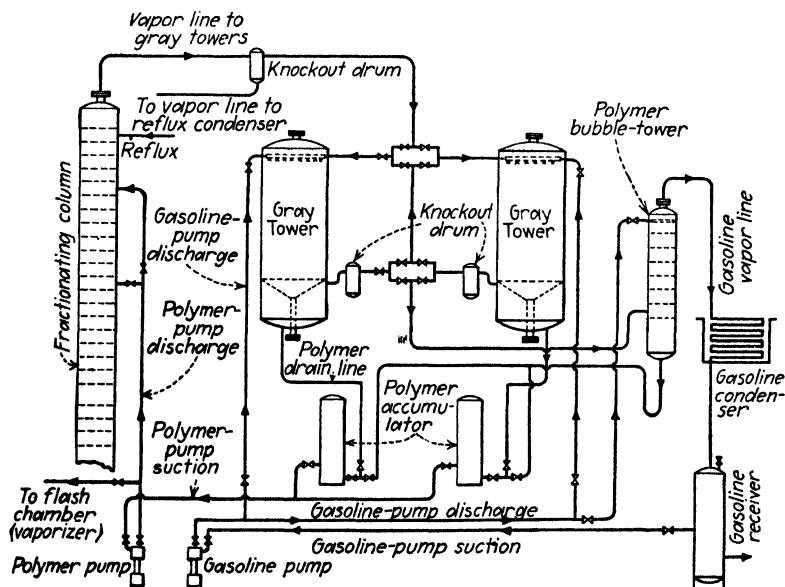 Vapor line to
gray towers
Knockout drum
To vapor line to
reflux condenser
Reflux
Polymer
bubble-tower
Fractionating column
Gray
Tower
Gasoline-
pump
discharge
Knockout
drum
Gray
Tower
Gasoline
vapor line
Polymer-
pump
discharge
Polymer
drain line
Polymer
accumu-
lator
Gasoline
conden-
ser
Polymer-
pump
suction
To flash
chamber
(vaporizer)
Gasoline-pump discharge
Gasoline-pump suction
Gasoline
receiver
Polymer pump
Gasoline pump